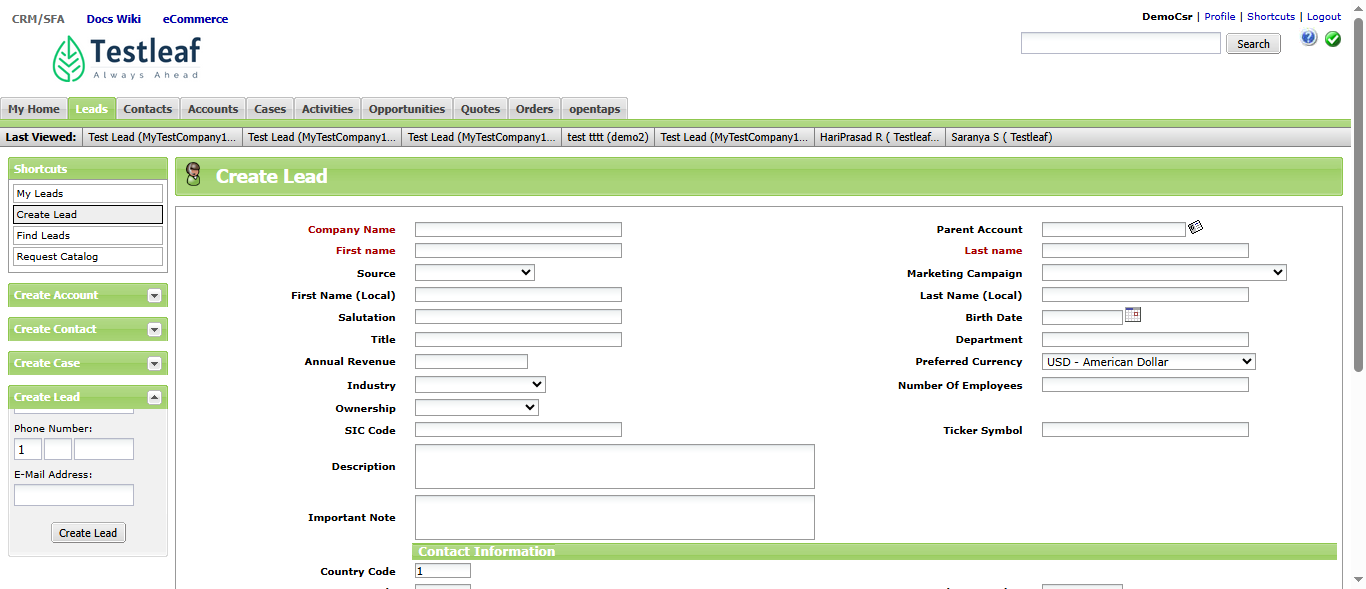 CRM/SFA Docs Wiki eCommerce
DemoCsr | Profile | Shortcuts | Logout
Testleaf
Always Ahead
Search
My Home Leads Contacts Accounts Cases Activities Opportunities Quotes Orders opentaps
Last Viewed: Test Lead (MyTestCompany1... Test Lead (MyTestCompany1... Test Lead (MyTestCompany1... test tttt (demo2) Test Lead (MyTestCompany1... HariPrasad R ( Testleaf... Saranya S ( Testleaf)
Shortcuts
My Leads
Create Lead
Find Leads
Request Catalog
Create Account
Create Contact
Create Case
Create Lead
Phone Number:
1
E-Mail Address:
Create Lead
Create Lead
Company Name Parent Account
First name Last name
Source Marketing Campaign
First Name (Local) Last Name (Local)
Salutation Birth Date
Title Department
Annual Revenue Preferred Currency USD - American Dollar
Industry Number Of Employees
Ownership
SIC Code Ticker Symbol
Description
Important Note
Contact Information
Country Code 1